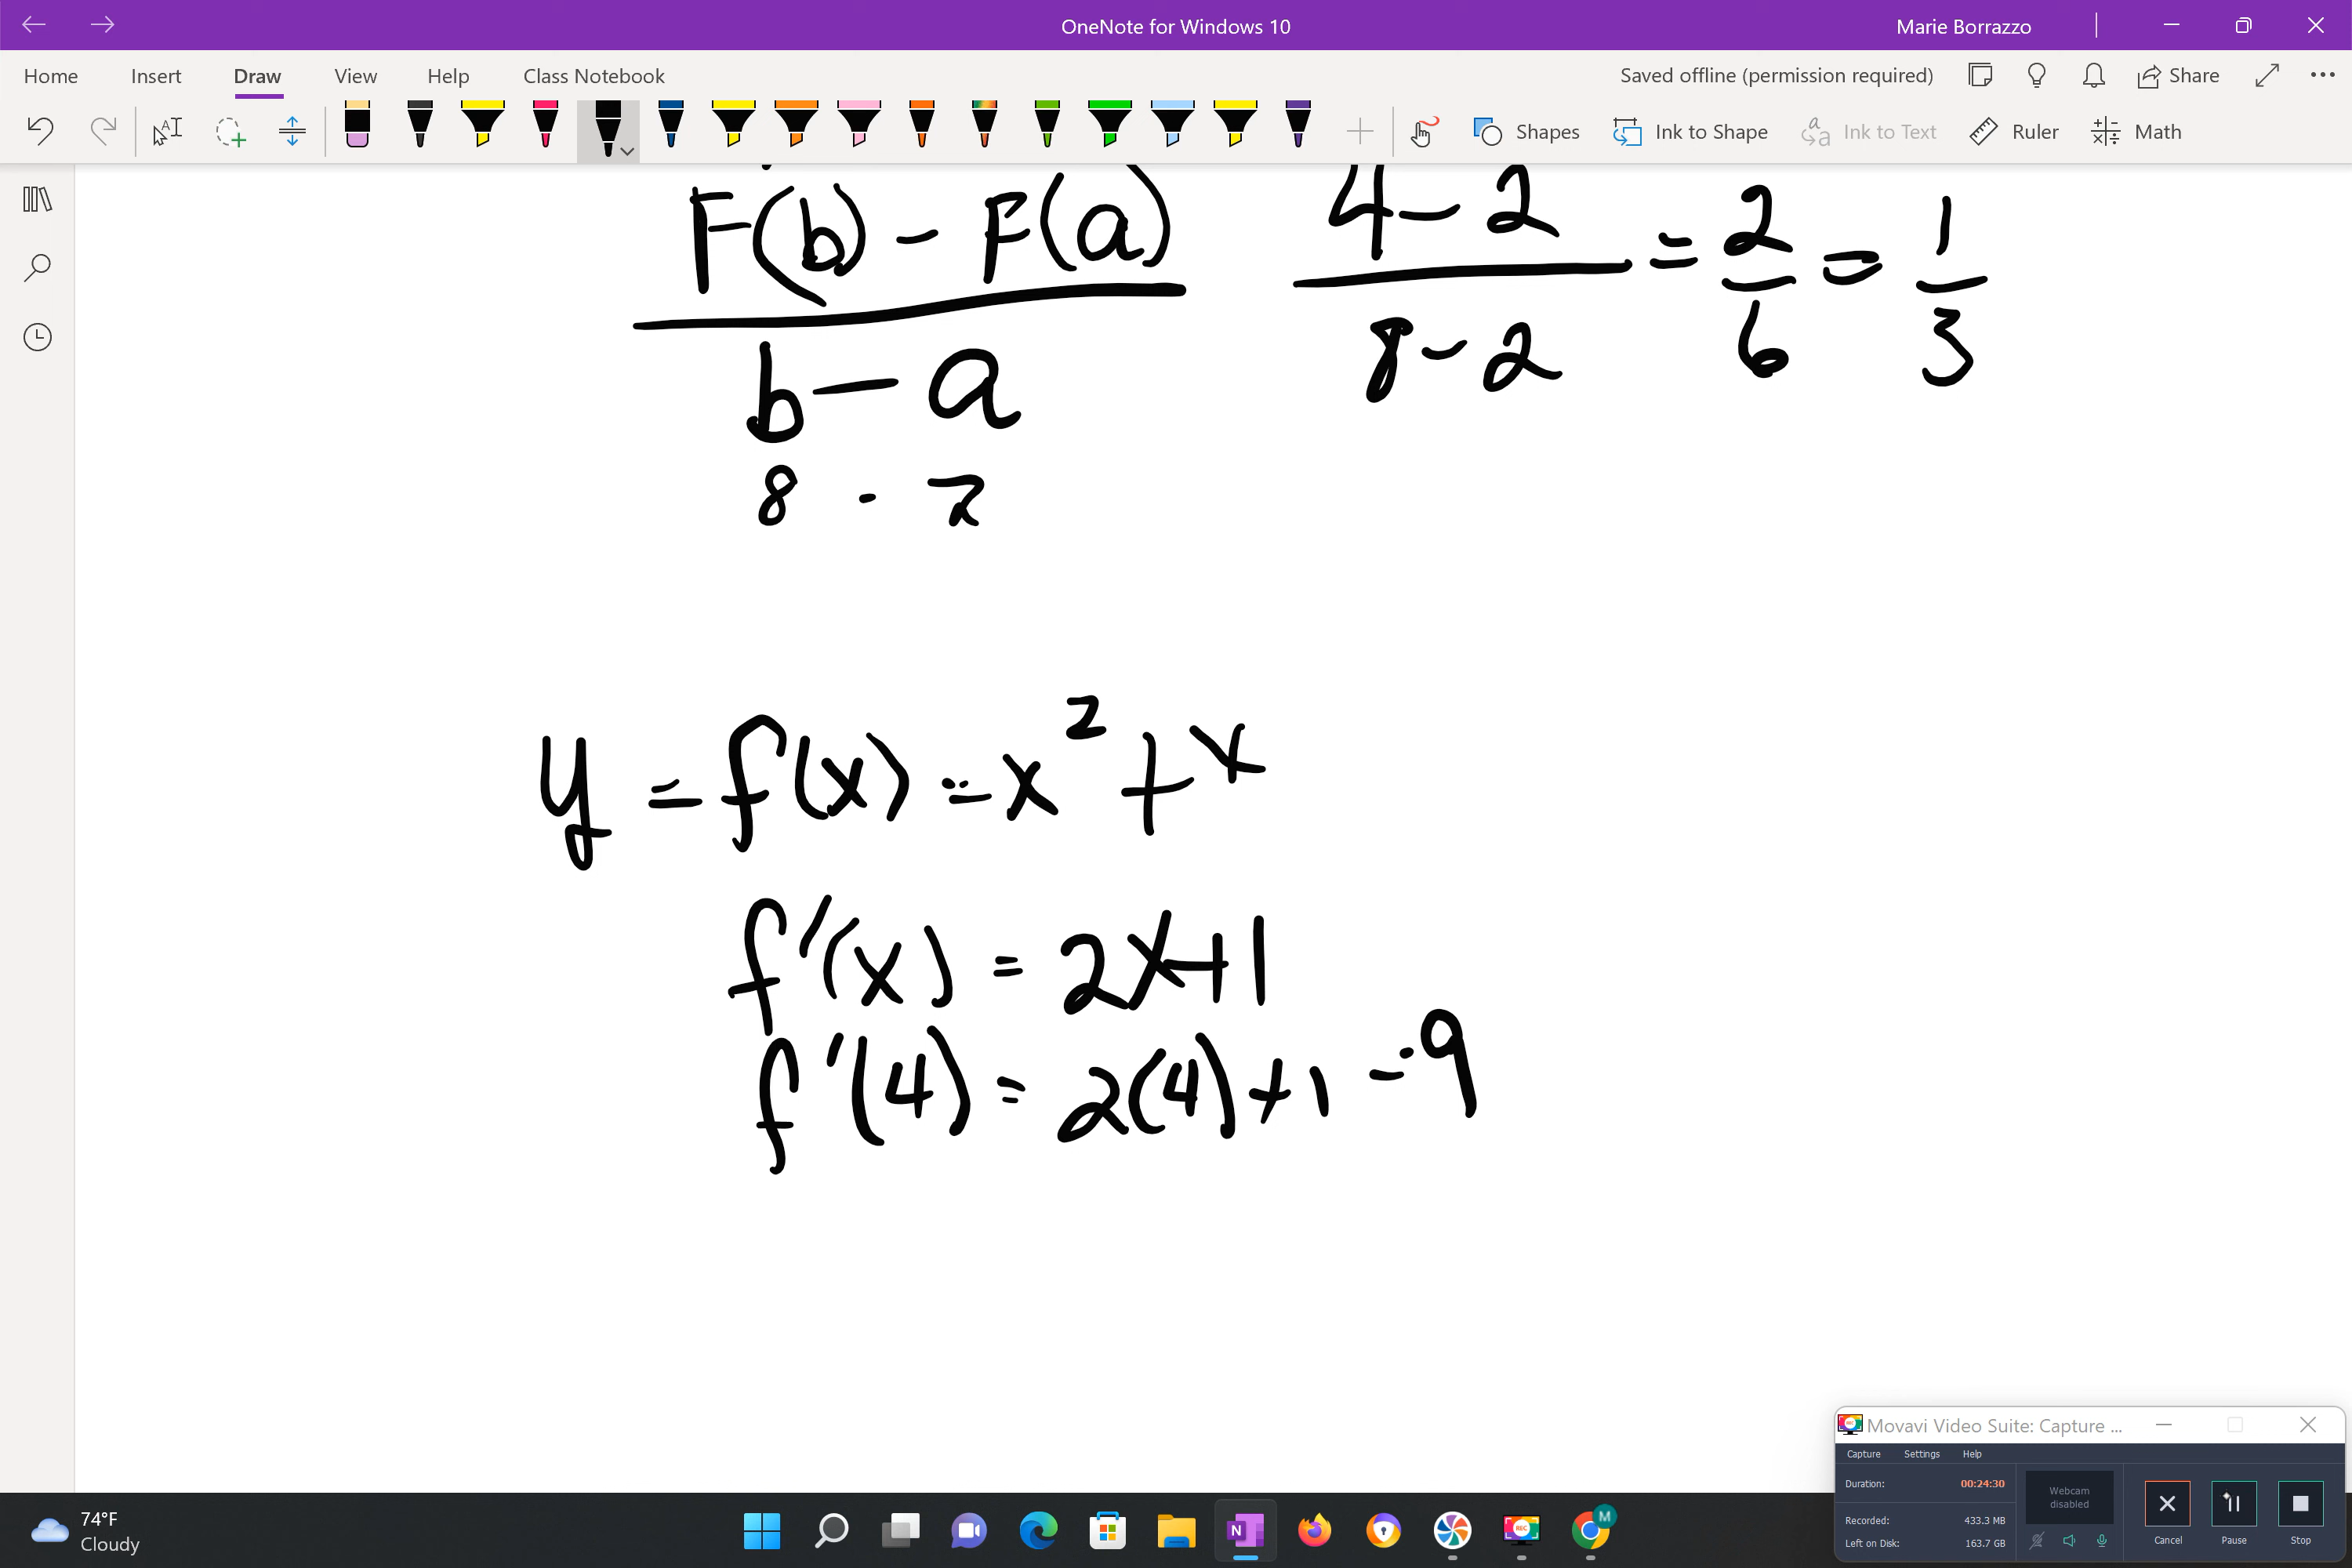 OneNote for Windows 10 Marie Borrazzo
Home Insert Draw View Help Class Notebook Saved offline (permission required) Share
Shapes Ink to Shape Ink to Text Ruler Math
F(b) - F(a)
b - a
8 - 2
4 - 2
8 - 2
= 2/6 = 1/3
y = f(x) = x² + x
f'(x) = 2x+1
f'(4) = 2(4)+1 = 9
Movavi Video Suite: Capture ...
Capture Settings Help
Duration: 00:24:30
Webcam disabled
Recorded: 433.3 MB
Left on Disk: 163.7 GB
Cancel Pause Stop
74°F
Cloudy
N
REC
M